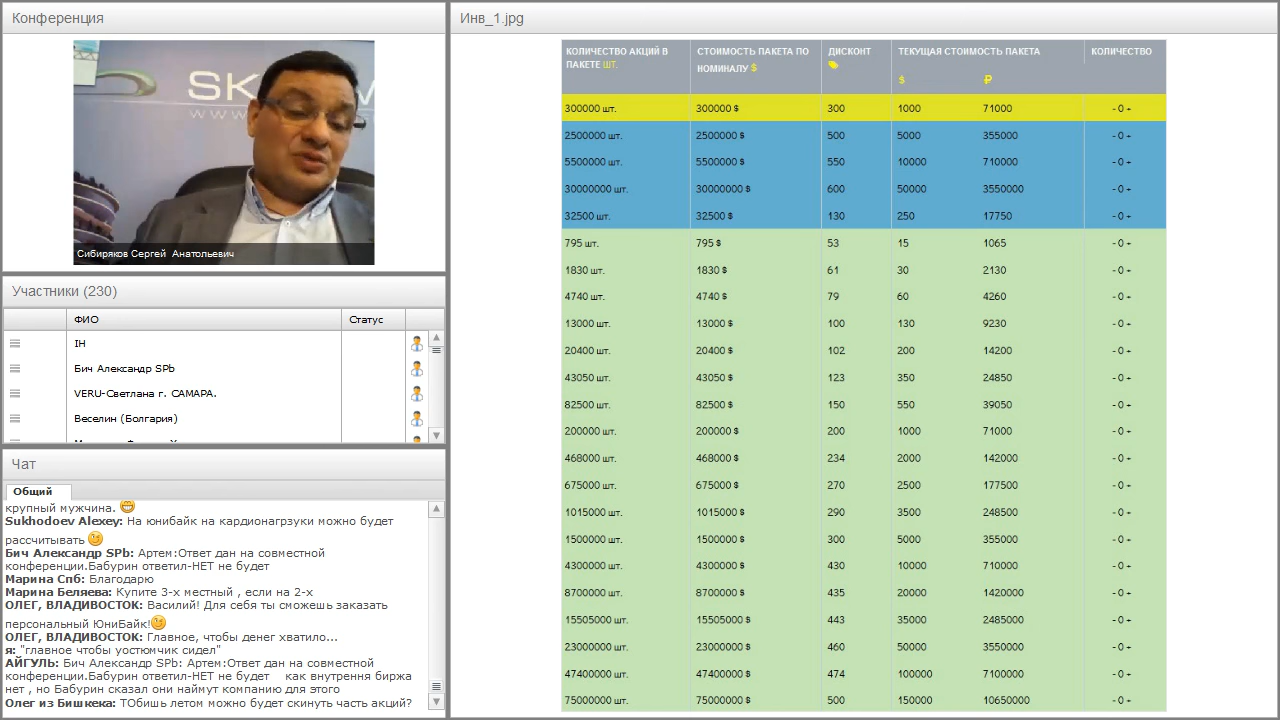 Конференция
SK
www
Сибиряков Сергей Анатольевич
Участники (230)
ФИО Статус
IH
Бич Александр SPb
VERU-Светлана г. САМАРА.
Веселин (Болгария)
Чат
Общий
крупный мужчина.
Sukhodoev Alexey: На юнибайк на кардионагрзуки можно будет
рассчитывать
Бич Александр SPb: Артем:Ответ дан на совместной
конференции.Бабурин ответил-НЕТ не будет
Марина Спб: Благодарю
Марина Беляева: Купите 3-х местный , если на 2-х
ОЛЕГ, ВЛАДИВОСТОК: Василий! Для себя ты сможешь заказать
персональный ЮниБайк!
ОЛЕГ, ВЛАДИВОСТОК: Главное, чтобы денег хватило...
я: "главное чтобы уостюмчик сидел"
АЙГУЛЬ: Бич Александр SPb: Артем:Ответ дан на совместной
конференции.Бабурин ответил-НЕТ не будет как внутрення биржа
нет , но Бабурин сказал они наймут компанию для этого
Олег из Бишкека: ТОбишь летом можно будет скинуть часть акций?
Инв_1.jpg
КОЛИЧЕСТВО АКЦИЙ В ПАКЕТЕ ШТ. СТОИМОСТЬ ПАКЕТА ПО НОМИНАЛУ $ ДИСКОНТ ТЕКУЩАЯ СТОИМОСТЬ ПАКЕТА $ ₽ КОЛИЧЕСТВО
300000 шт. 300000 $ 300 1000 71000 - 0 +
2500000 шт. 2500000 $ 500 5000 355000 - 0 +
5500000 шт. 5500000 $ 550 10000 710000 - 0 +
30000000 шт. 30000000 $ 600 50000 3550000 - 0 +
32500 шт. 32500 $ 130 250 17750 - 0 +
795 шт. 795 $ 53 15 1065 - 0 +
1830 шт. 1830 $ 61 30 2130 - 0 +
4740 шт. 4740 $ 79 60 4260 - 0 +
13000 шт. 13000 $ 100 130 9230 - 0 +
20400 шт. 20400 $ 102 200 14200 - 0 +
43050 шт. 43050 $ 123 350 24850 - 0 +
82500 шт. 82500 $ 150 550 39050 - 0 +
200000 шт. 200000 $ 200 1000 71000 - 0 +
468000 шт. 468000 $ 234 2000 142000 - 0 +
675000 шт. 675000 $ 270 2500 177500 - 0 +
1015000 шт. 1015000 $ 290 3500 248500 - 0 +
1500000 шт. 1500000 $ 300 5000 355000 - 0 +
4300000 шт. 4300000 $ 430 10000 710000 - 0 +
8700000 шт. 8700000 $ 435 20000 1420000 - 0 +
15505000 шт. 15505000 $ 443 35000 2485000 - 0 +
23000000 шт. 23000000 $ 460 50000 3550000 - 0 +
47400000 шт. 47400000 $ 474 100000 7100000 - 0 +
75000000 шт. 75000000 $ 500 150000 10650000 - 0 +